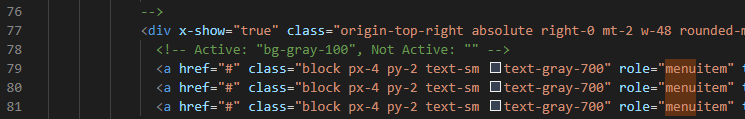 76 -->
77 <div x-show="true" class="origin-top-right absolute right-0 mt-2 w-48 rounded-m
78 <!-- Active: "bg-gray-100", Not Active: "" -->
79 <a href="#" class="block px-4 py-2 text-sm text-gray-700" role="menuitem" t
80 <a href="#" class="block px-4 py-2 text-sm text-gray-700" role="menuitem" t
81 <a href="#" class="block px-4 py-2 text-sm text-gray-700" role="menuitem" t